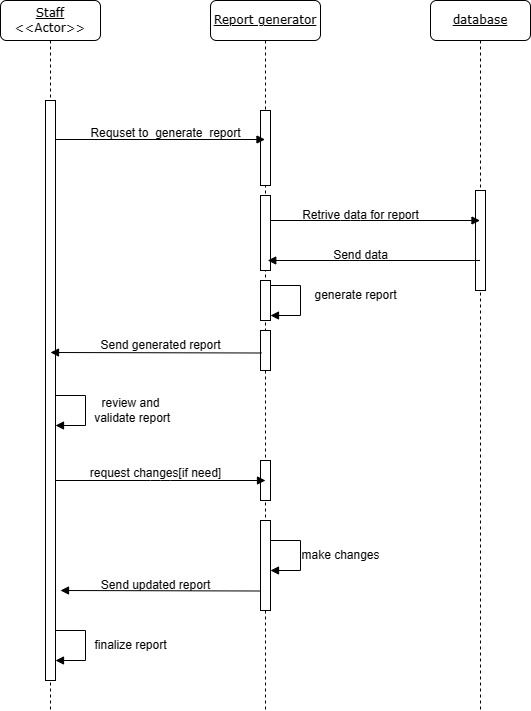 Staff
<<Actor>>
Report generator
database
Requset to  generate  report
Retrive data for report
Send data
generate report
Send generated report
review and
validate report
request changes[if need]
make changes
Send updated report
finalize report